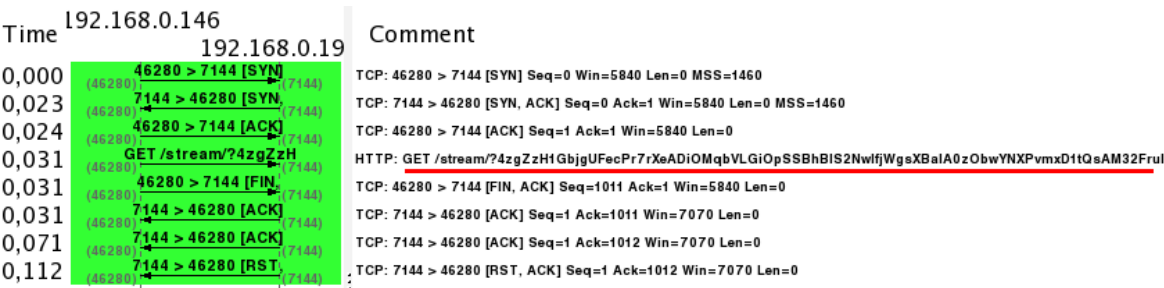 Time 192.168.0.146 192.168.0.19 Comment
0,000 46280 > 7144 [SYN] (46280) (7144) TCP: 46280 > 7144 [SYN] Seq=0 Win=5840 Len=0 MSS=1460
0,023 7144 > 46280 [SYN, (46280) (7144) TCP: 7144 > 46280 [SYN, ACK] Seq=0 Ack=1 Win=5840 Len=0 MSS=1460
0,024 46280 > 7144 [ACK] (46280) (7144) TCP: 46280 > 7144 [ACK] Seq=1 Ack=1 Win=5840 Len=0
0,031 GET /stream/?4zgZzH (46280) (7144) HTTP: GET /stream/?4zgZzH1GbjgUFecPr7rXeADiOMqbVLGiOpSSBhBIS2NwlfjWgsXBalA0zObwYNXPvmxD1tQsAM32FruI
0,031 46280 > 7144 [FIN, (46280) (7144) TCP: 46280 > 7144 [FIN, ACK] Seq=1011 Ack=1 Win=5840 Len=0
0,031 7144 > 46280 [ACK] (46280) (7144) TCP: 7144 > 46280 [ACK] Seq=1 Ack=1011 Win=7070 Len=0
0,071 7144 > 46280 [ACK] (46280) (7144) TCP: 7144 > 46280 [ACK] Seq=1 Ack=1012 Win=7070 Len=0
0,112 7144 > 46280 [RST, (46280) (7144) TCP: 7144 > 46280 [RST, ACK] Seq=1 Ack=1012 Win=7070 Len=0